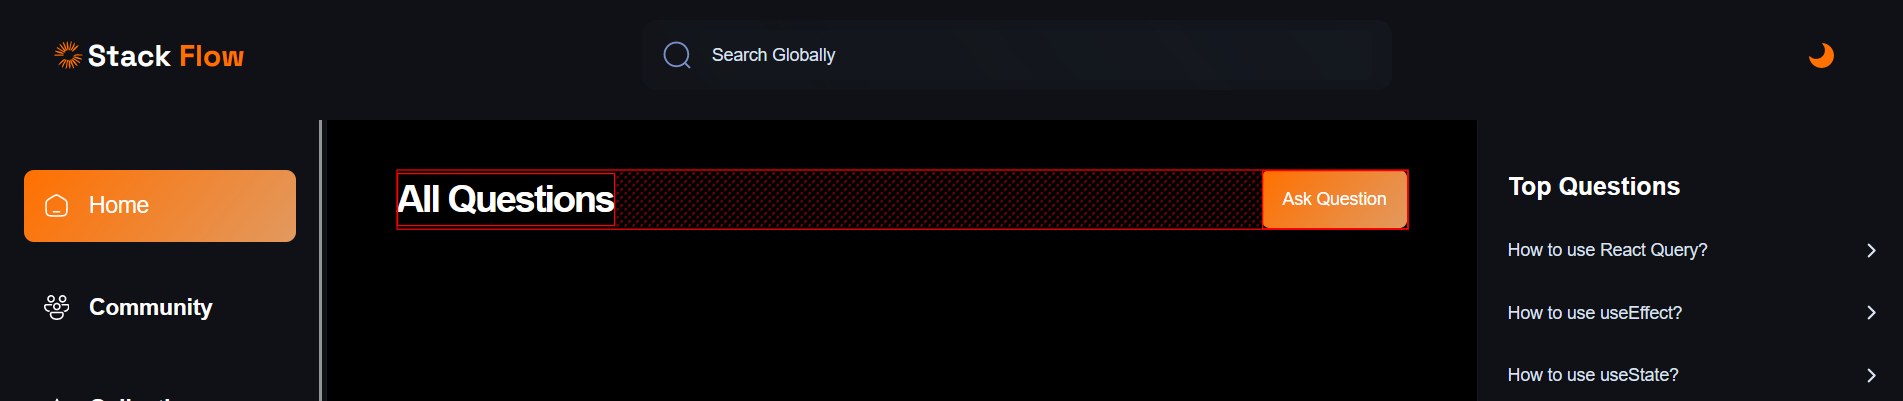 Stack Flow
Search Globally
Home
Community
All Questions
Ask Question
Top Questions
How to use React Query?
How to use useEffect?
How to use useState?